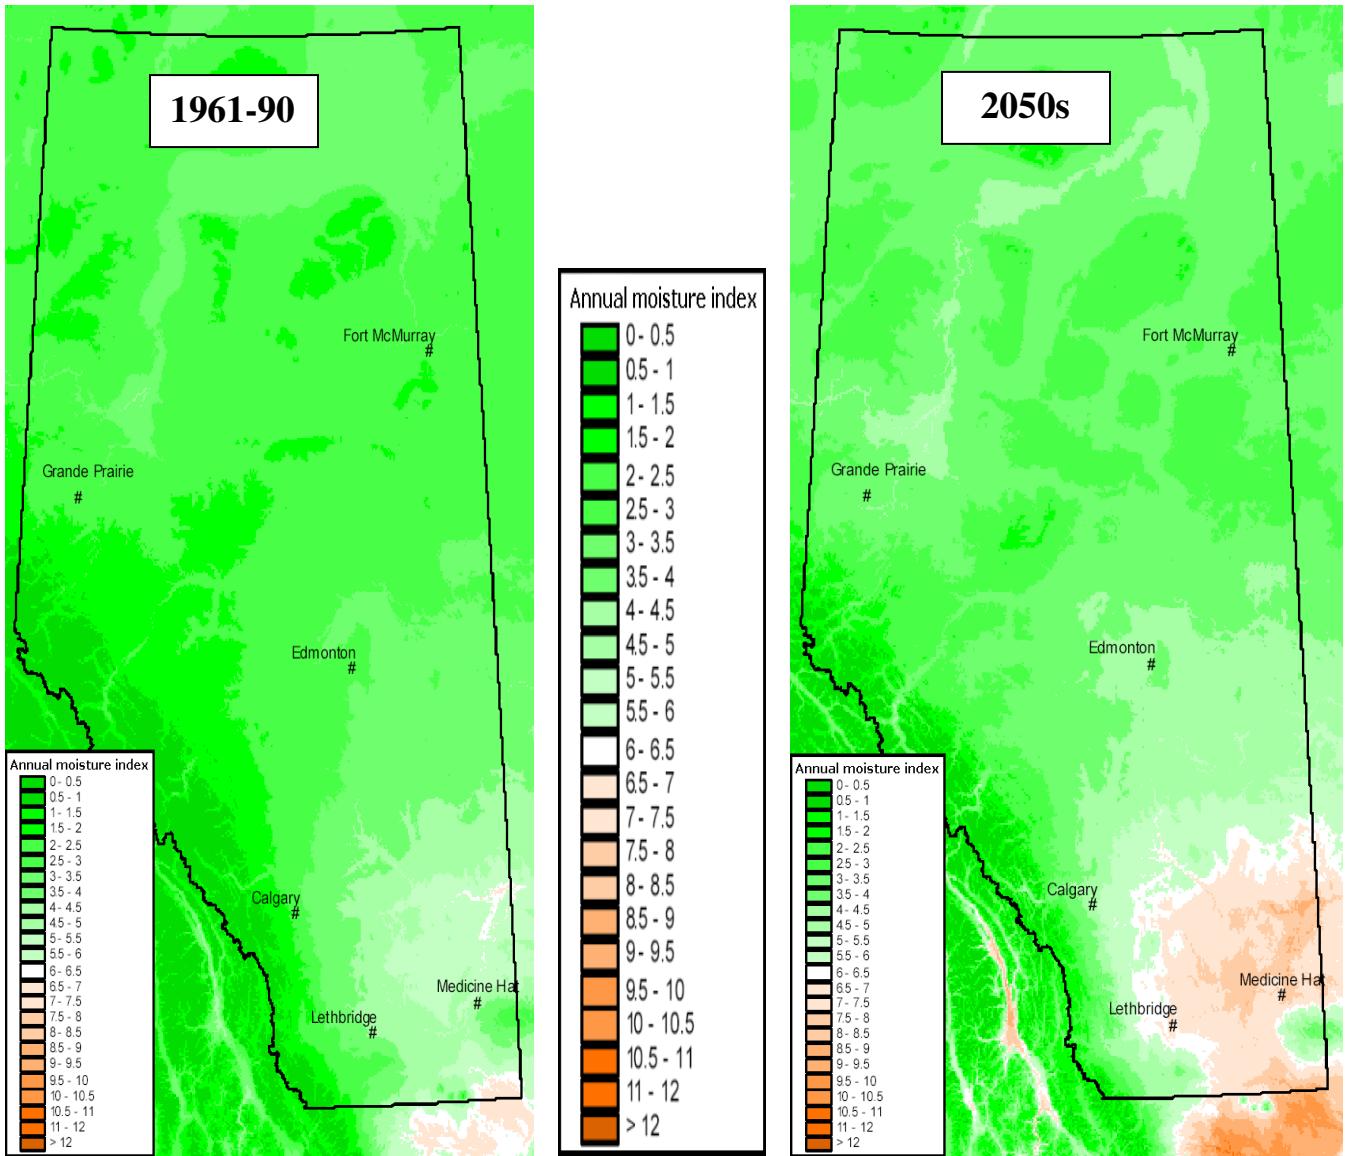 1961-90
Fort McMurray
#
Grande Prairie
#
Edmonton
#
Calgary
#
Medicine Hat
#
Lethbridge
#
Annual moisture index
0- 0.5
0.5 - 1
1 - 1.5
1.5 - 2
2 - 2.5
2.5 - 3
3 - 3.5
3.5 - 4
4 - 4.5
4.5 - 5
5 - 5.5
5.5 - 6
6 - 6.5
6.5 - 7
7 - 7.5
7.5 - 8
8 - 8.5
8.5 - 9
9 - 9.5
9.5 - 10
10 - 10.5
10.5 - 11
11 - 12
> 12
Annual moisture index
0- 0.5
0.5 - 1
1 - 1.5
1.5 - 2
2 - 2.5
2.5 - 3
3 - 3.5
3.5 - 4
4 - 4.5
4.5 - 5
5 - 5.5
5.5 - 6
6 - 6.5
6.5 - 7
7 - 7.5
7.5 - 8
8 - 8.5
8.5 - 9
9 - 9.5
9.5 - 10
10 - 10.5
10.5 - 11
11 - 12
> 12
2050s
Fort McMurray
#
Grande Prairie
#
Edmonton
#
Calgary
#
Medicine Hat
#
Lethbridge
#
Annual moisture index
0- 0.5
0.5 - 1
1 - 1.5
1.5 - 2
2 - 2.5
2.5 - 3
3 - 3.5
3.5 - 4
4 - 4.5
4.5 - 5
5 - 5.5
5.5 - 6
6 - 6.5
6.5 - 7
7 - 7.5
7.5 - 8
8 - 8.5
8.5 - 9
9 - 9.5
9.5 - 10
10 - 10.5
10.5 - 11
11 - 12
> 12